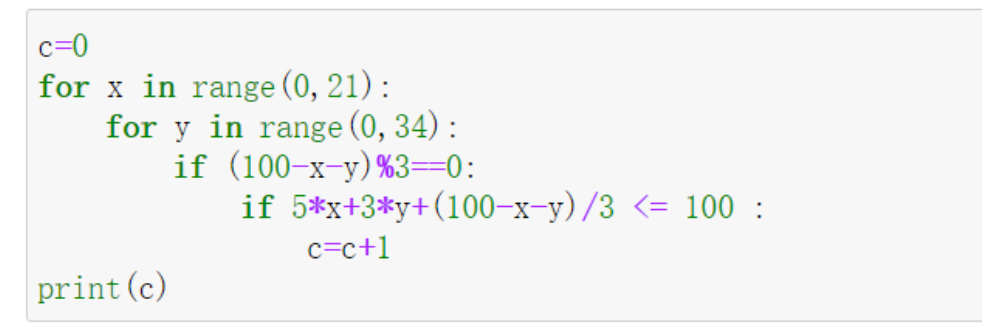 c=0
for x in range(0,21):
    for y in range(0,34):
        if (100-x-y)%3==0:
            if 5*x+3*y+(100-x-y)/3 <= 100 :
                c=c+1
print(c)